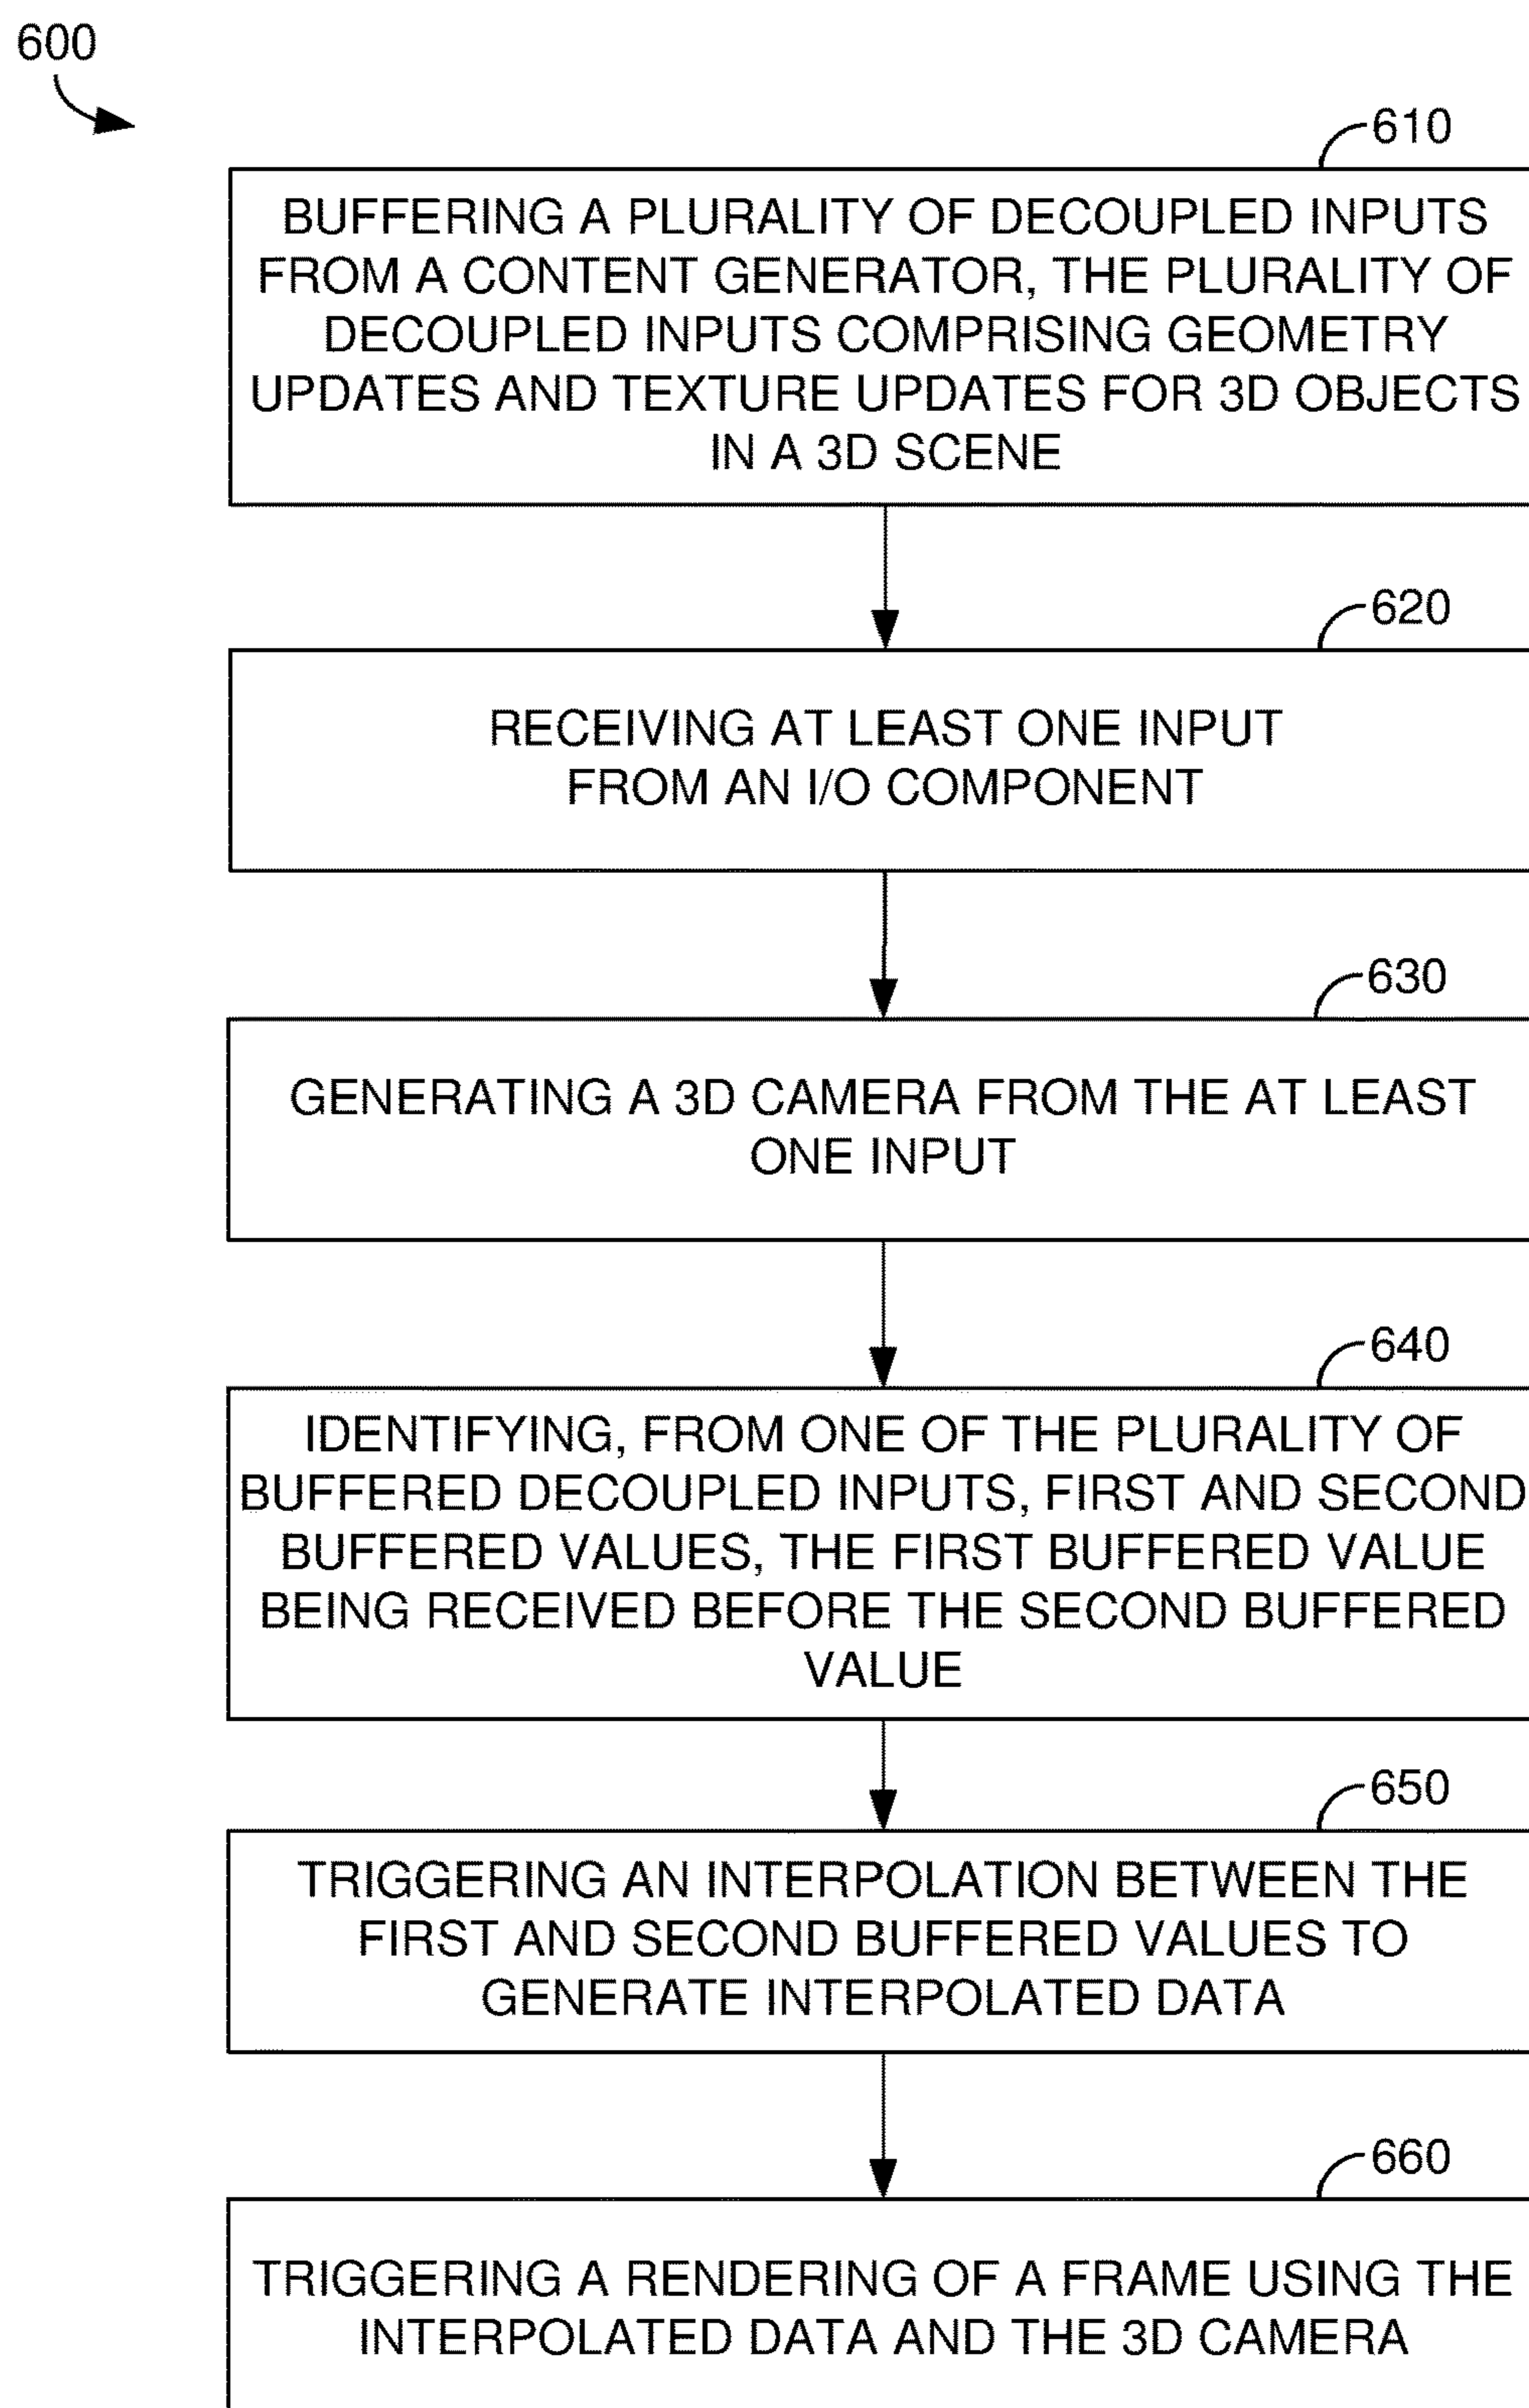 600
610
BUFFERING A PLURALITY OF DECOUPLED INPUTS
FROM A CONTENT GENERATOR, THE PLURALITY OF
DECOUPLED INPUTS COMPRISING GEOMETRY
UPDATES AND TEXTURE UPDATES FOR 3D OBJECTS
IN A 3D SCENE
620
RECEIVING AT LEAST ONE INPUT
FROM AN I/O COMPONENT
630
GENERATING A 3D CAMERA FROM THE AT LEAST
ONE INPUT
640
IDENTIFYING, FROM ONE OF THE PLURALITY OF
BUFFERED DECOUPLED INPUTS, FIRST AND SECOND
BUFFERED VALUES, THE FIRST BUFFERED VALUE
BEING RECEIVED BEFORE THE SECOND BUFFERED
VALUE
650
TRIGGERING AN INTERPOLATION BETWEEN THE
FIRST AND SECOND BUFFERED VALUES TO
GENERATE INTERPOLATED DATA
660
TRIGGERING A RENDERING OF A FRAME USING THE
INTERPOLATED DATA AND THE 3D CAMERA